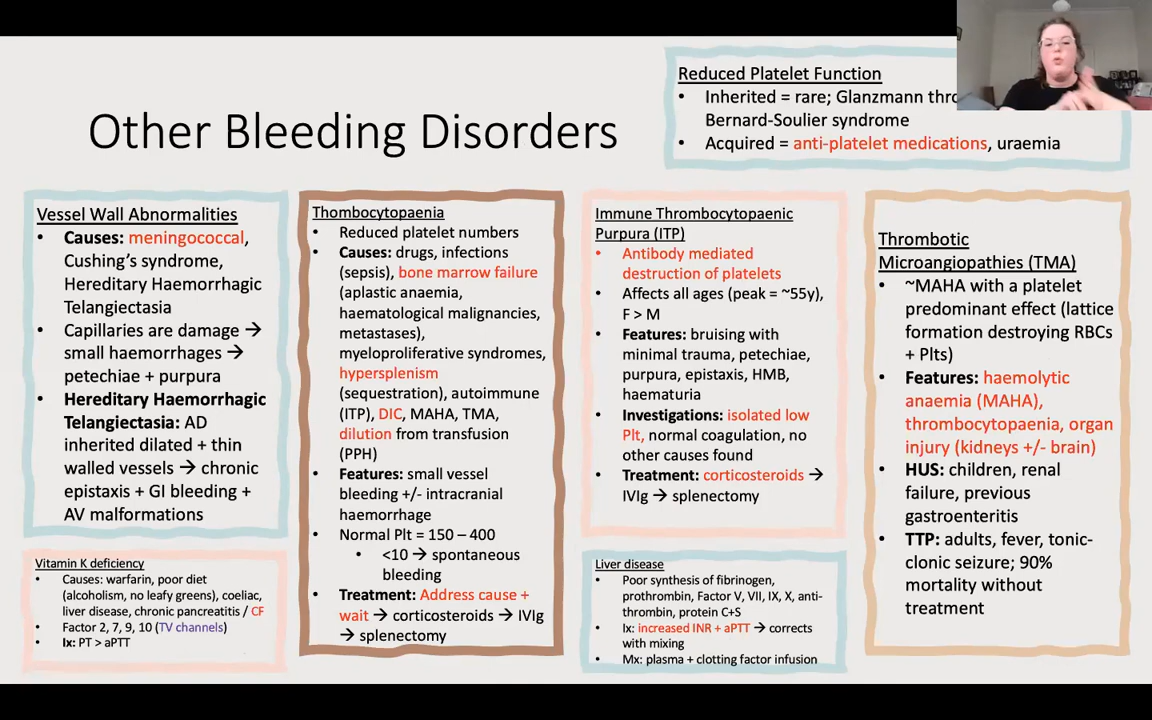 Other Bleeding Disorders
Reduced Platelet Function
• Inherited = rare; Glanzmann
Bernard-Soulier syndrome
• Acquired = anti-platelet medications, uraemia
Vessel Wall Abnormalities
• Causes: meningococcal,
Cushing's syndrome,
Hereditary Haemorrhagic
Telangiectasia
• Capillaries are damage →
small haemorrhages →
petechiae + purpura
• Hereditary Haemorrhagic
Telangiectasia: AD
inherited dilated + thin
walled vessels → chronic
epistaxis + GI bleeding +
AV malformations
Vitamin K deficiency
• Causes: warfarin, poor diet
(alcoholism, no leafy greens), coeliac,
liver disease, chronic pancreatitis / CF
• Factor 2, 7, 9, 10 (TV channels)
• Ix: PT > aPTT
Thombocytopaenia
• Reduced platelet numbers
• Causes: drugs, infections
(sepsis), bone marrow failure
(aplastic anaemia,
haematological malignancies,
metastases),
myeloproliferative syndromes,
hypersplenism
(sequestration), autoimmune
(ITP), DIC, MAHA, TMA,
dilution from transfusion
(PPH)
• Features: small vessel
bleeding +/- intracranial
haemorrhage
• Normal Plt = 150 – 400
• <10 → spontaneous
bleeding
• Treatment: Address cause +
wait → corticosteroids → IVIg
→ splenectomy
Immune Thrombocytopaenic
Purpura (ITP)
• Antibody mediated
destruction of platelets
• Affects all ages (peak = ~55y),
F > M
• Features: bruising with
minimal trauma, petechiae,
purpura, epistaxis, HMB,
haematuria
• Investigations: isolated low
Plt, normal coagulation, no
other causes found
• Treatment: corticosteroids →
IVIg → splenectomy
Liver disease
• Poor synthesis of fibrinogen,
prothrombin, Factor V, VII, IX, X, anti-
thrombin, protein C+S
• Ix: increased INR + aPTT → corrects
with mixing
• Mx: plasma + clotting factor infusion
Thrombotic
Microangiopathies (TMA)
• ~MAHA with a platelet
predominant effect (lattice
formation destroying RBCs
+ Plts)
• Features: haemolytic
anaemia (MAHA),
thrombocytopaenia, organ
injury (kidneys +/- brain)
• HUS: children, renal
failure, previous
gastroenteritis
• TTP: adults, fever, tonic-
clonic seizure; 90%
mortality without
treatment